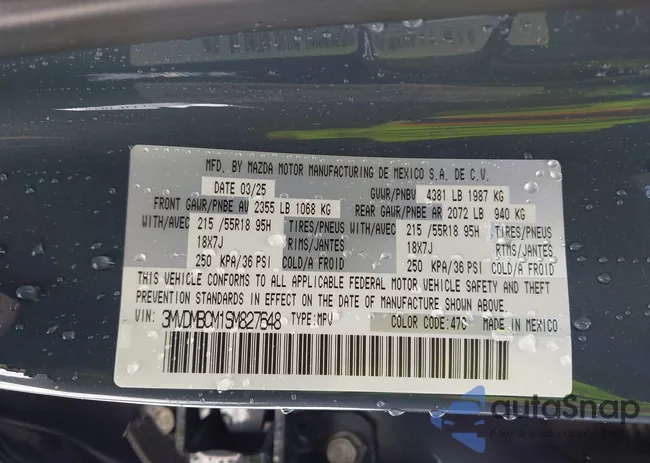 MFD. BY MAZDA MOTOR MANUFACTURING DE MEXICO S.A. DE C.V.
DATE 03/25 GVWR/PNBV 4381 LB 1987 KG
FRONT GAWR/PNBE AV 2355 LB 1068 KG REAR GAWR/PNBE AR 2072 LB 940 KG
WITH/AVEC 215 /55R18 95H TIRES/PNEUS WITH/AVEC 215 /55R18 95H TIRES/PNEUS
18X7J RIMS/JANTES 18X7J RIMS/JANTES
250 KPA/36 PSI COLD/A FROID 250 KPA/36 PSI COLD/A FROID
THIS VEHICLE CONFORMS TO ALL APPLICABLE FEDERAL MOTOR VEHICLE SAFETY AND THEFT
PREVENTION STANDARDS IN EFFECT ON THE DATE OF MANUFACTURE SHOWN ABOVE.
VIN: 3MVDMBCM1SM827648 TYPE:MPV COLOR CODE:47C MADE IN MEXICO
autoSnap